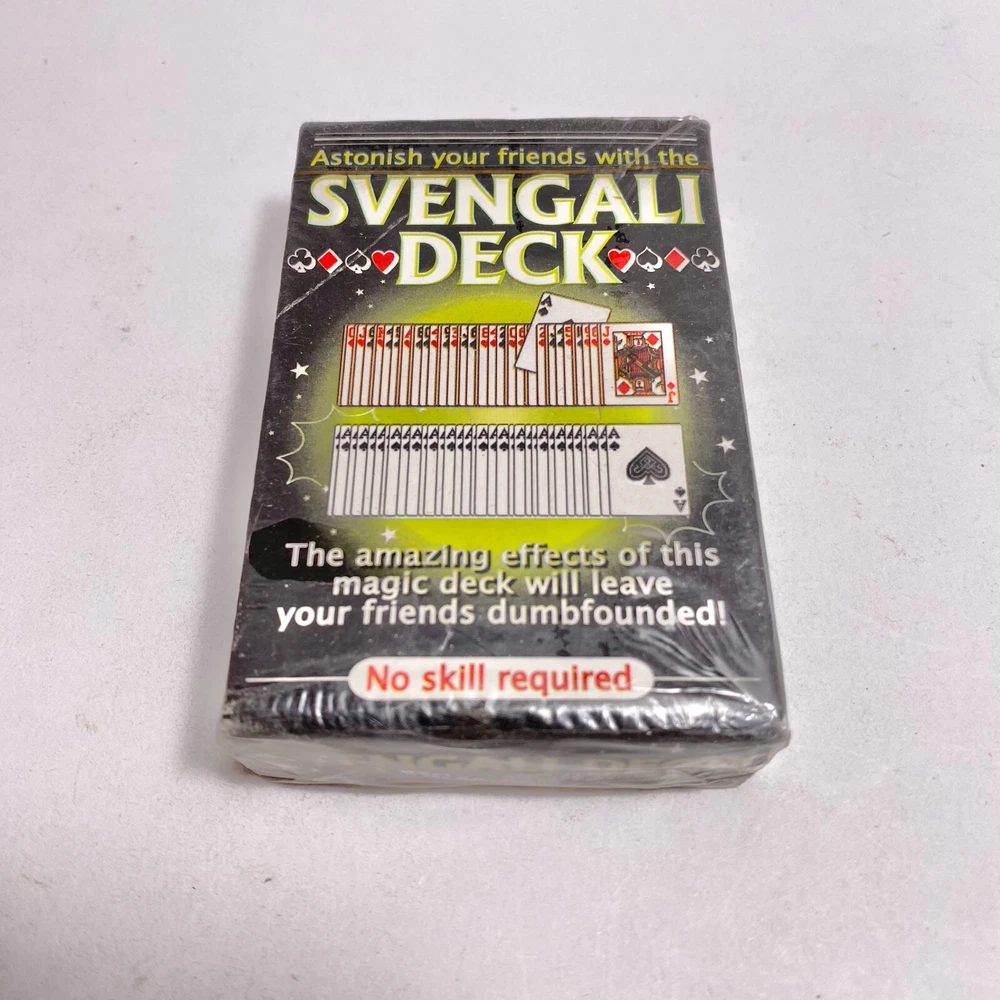 Astonish your friends with the
SVENGALI
DECK
The amazing effects of this
magic deck will leave
your friends dumbfounded!
No skill required